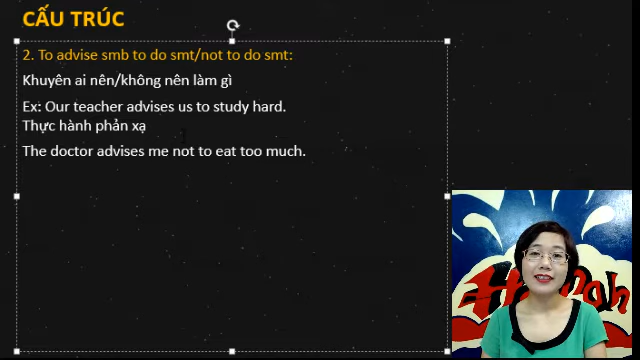 CẤU TRÚC
2. To advise smb to do smt/not to do smt:
Khuyên ai nên/không nên làm gì
Ex: Our teacher advises us to study hard.
Thực hành phản xạ
The doctor advises me not to eat too much.